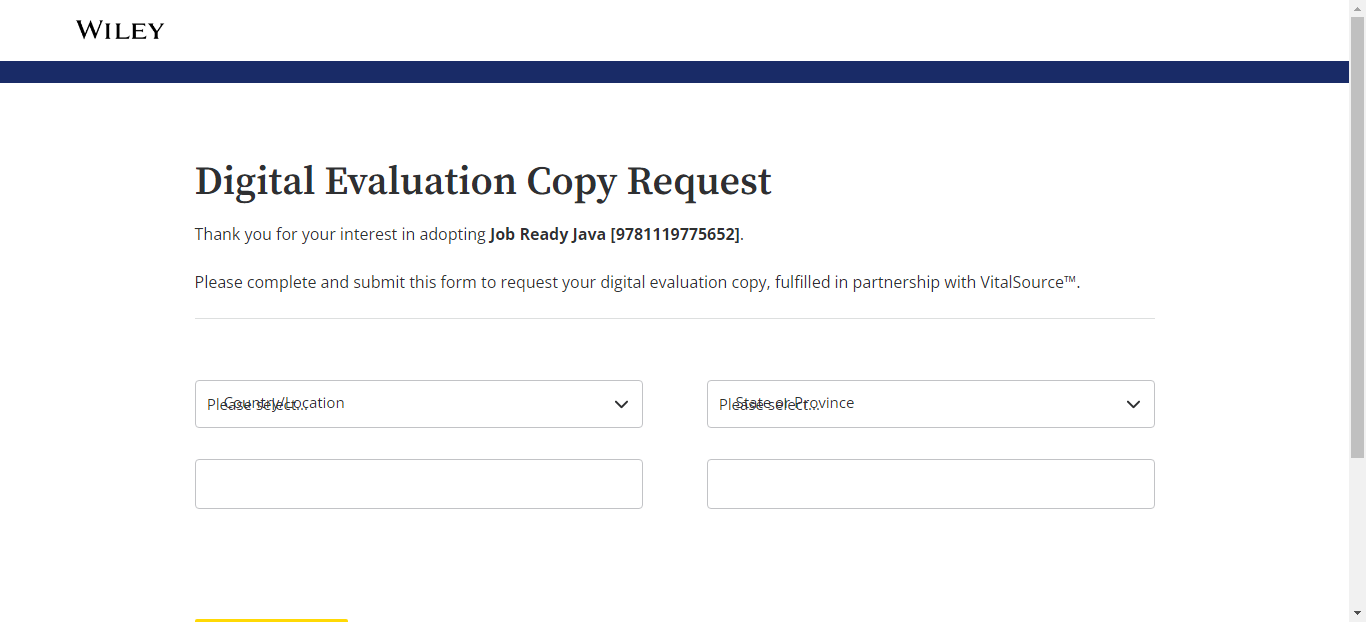 WILEY
Digital Evaluation Copy Request
Thank you for your interest in adopting Job Ready Java [9781119775652].
Please complete and submit this form to request your digital evaluation copy, fulfilled in partnership with VitalSource™.
Please select...
Country/Location
Please select...
State or Province